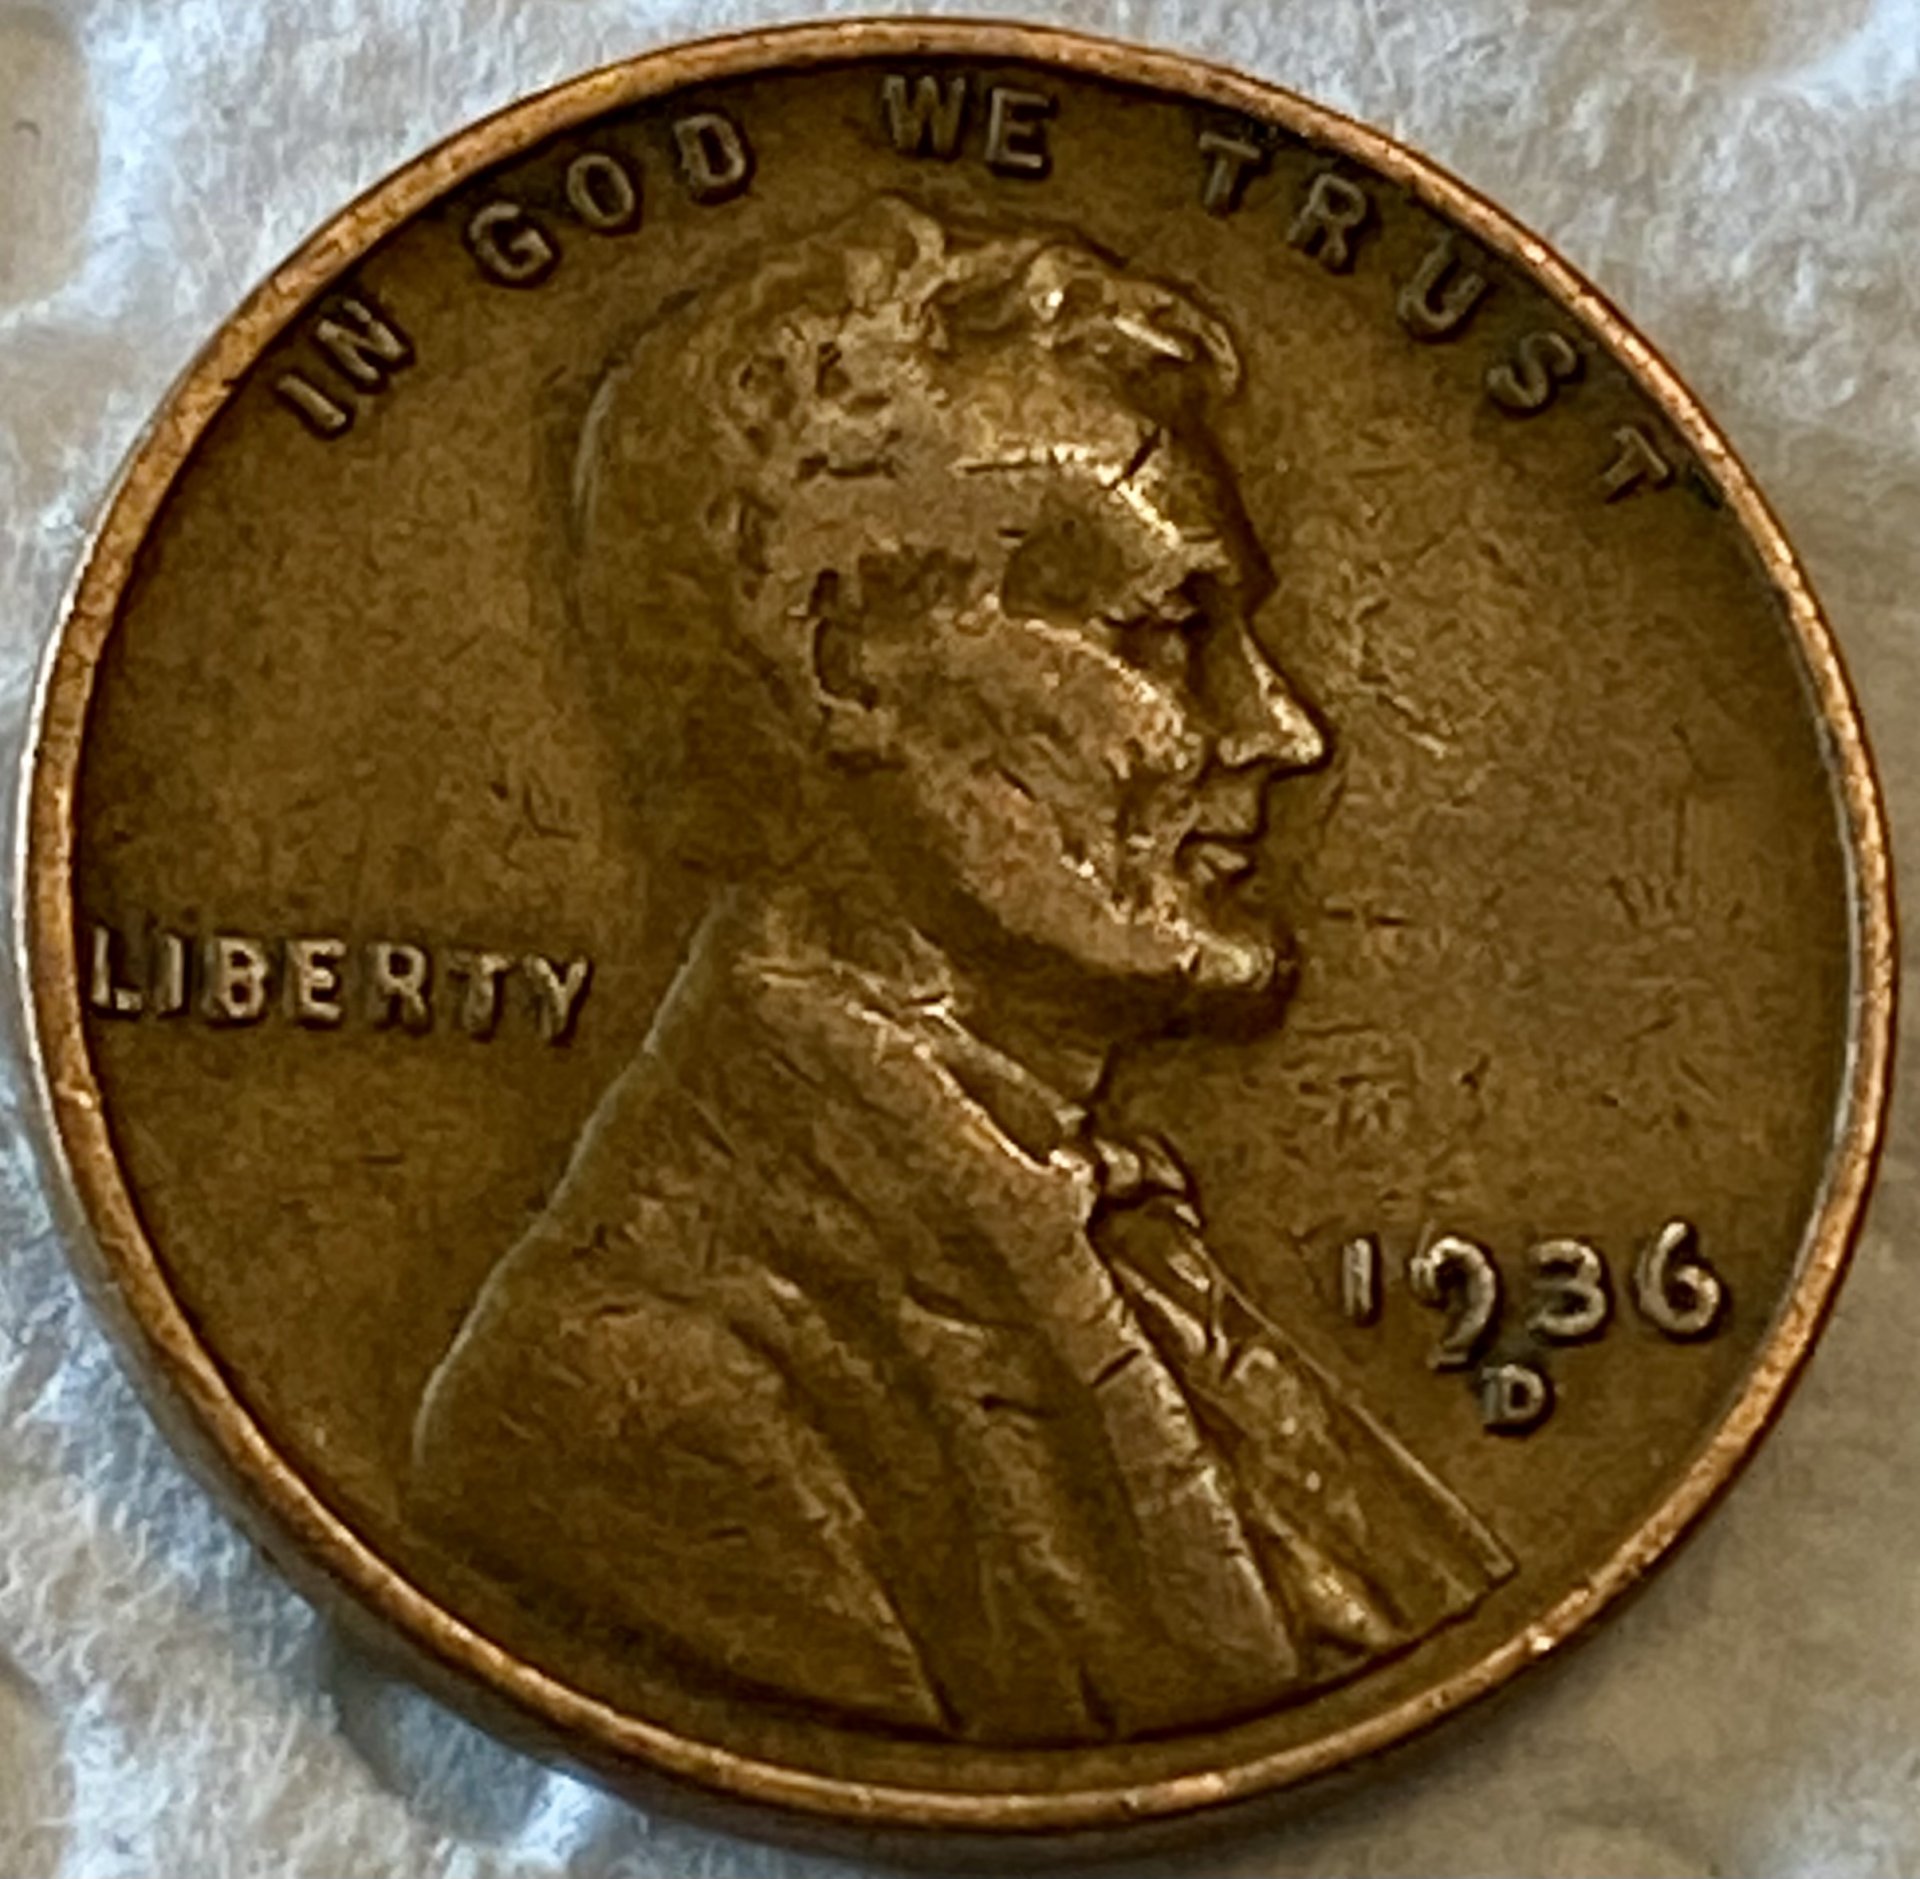 IN GOD WE TRUST
LIBERTY
1936
D